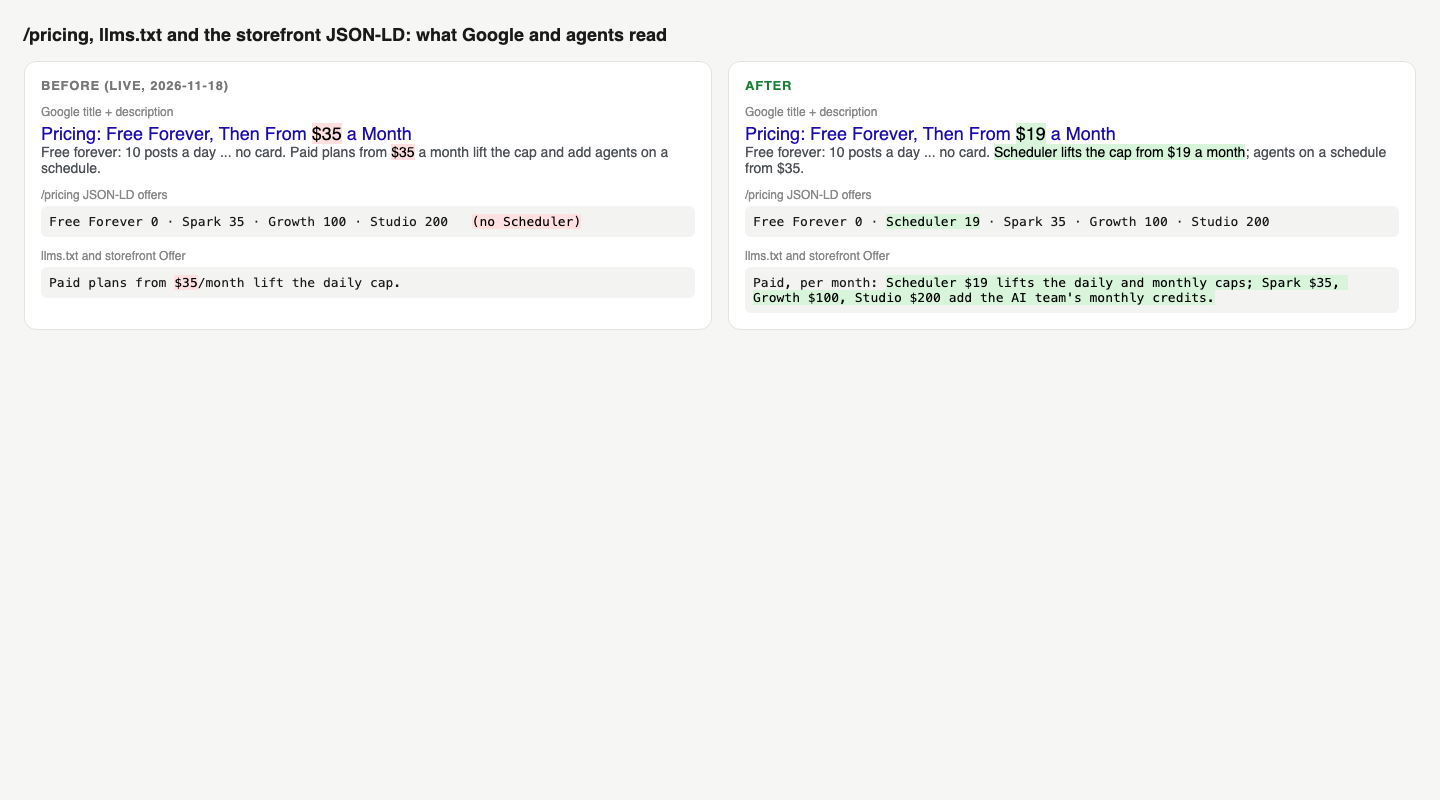 /pricing, llms.txt and the storefront JSON-LD: what Google and agents read
BEFORE (LIVE, 2026-11-18)
Google title + description
Pricing: Free Forever, Then From $35 a Month
Free forever: 10 posts a day ... no card. Paid plans from $35 a month lift the cap and add agents on a
schedule.
/pricing JSON-LD offers
Free Forever 0 · Spark 35 · Growth 100 · Studio 200 (no Scheduler)
llms.txt and storefront Offer
Paid plans from $35/month lift the daily cap.
AFTER
Google title + description
Pricing: Free Forever, Then From $19 a Month
Free forever: 10 posts a day ... no card. Scheduler lifts the cap from $19 a month; agents on a schedule
from $35.
/pricing JSON-LD offers
Free Forever 0 · Scheduler 19 · Spark 35 · Growth 100 · Studio 200
llms.txt and storefront Offer
Paid, per month: Scheduler $19 lifts the daily and monthly caps; Spark $35,
Growth $100, Studio $200 add the AI team's monthly credits.